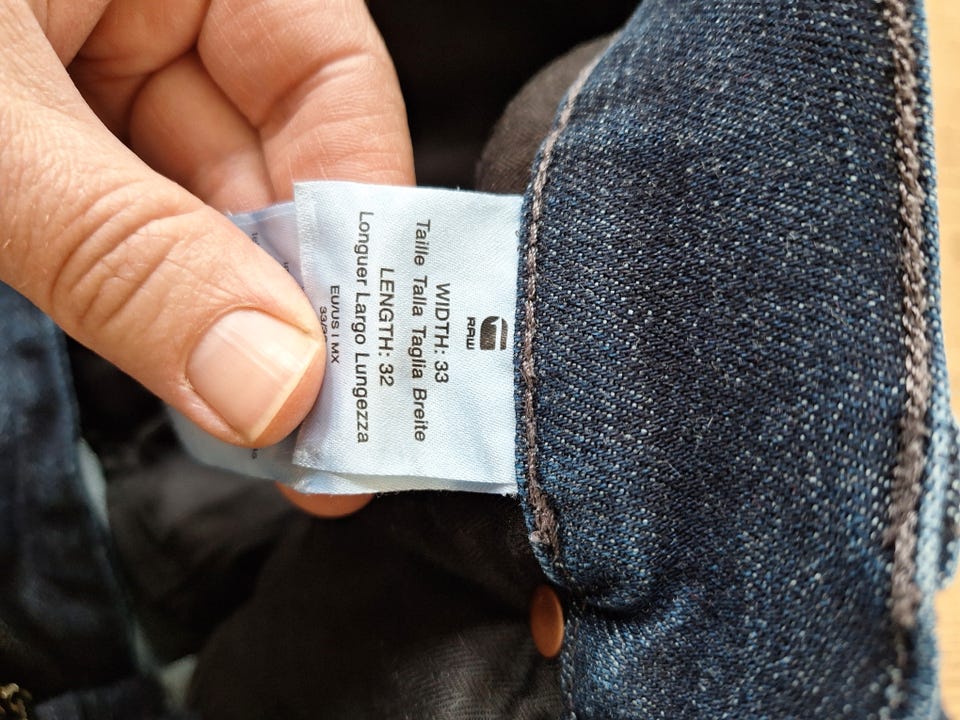 RAW
WIDTH: 33
Taille Talla Taglia Breite
LENGTH: 32
Longuer Largo Lungezza
EU/US I MX